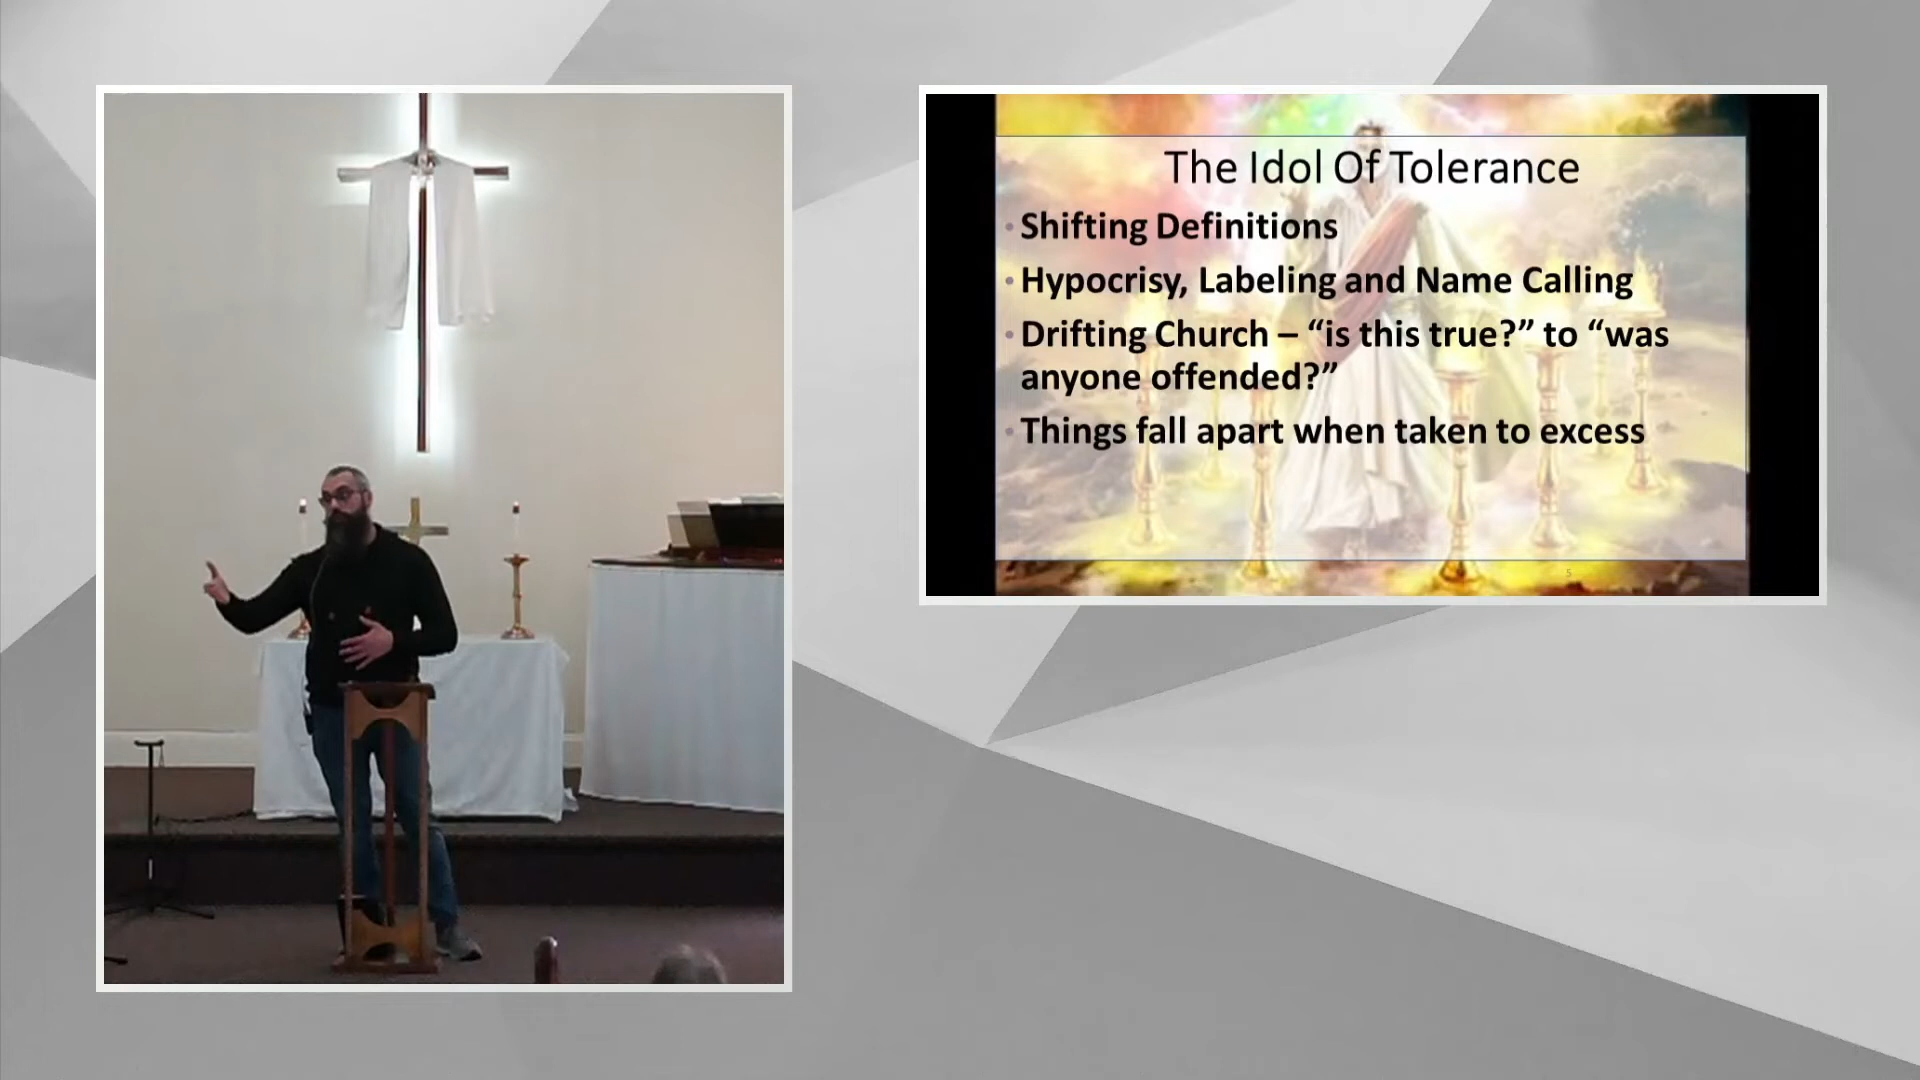 The Idol Of Tolerance
• Shifting Definitions
• Hypocrisy, Labeling and Name Calling
• Drifting Church – “is this true?” to “was
anyone offended?”
• Things fall apart when taken to excess
5